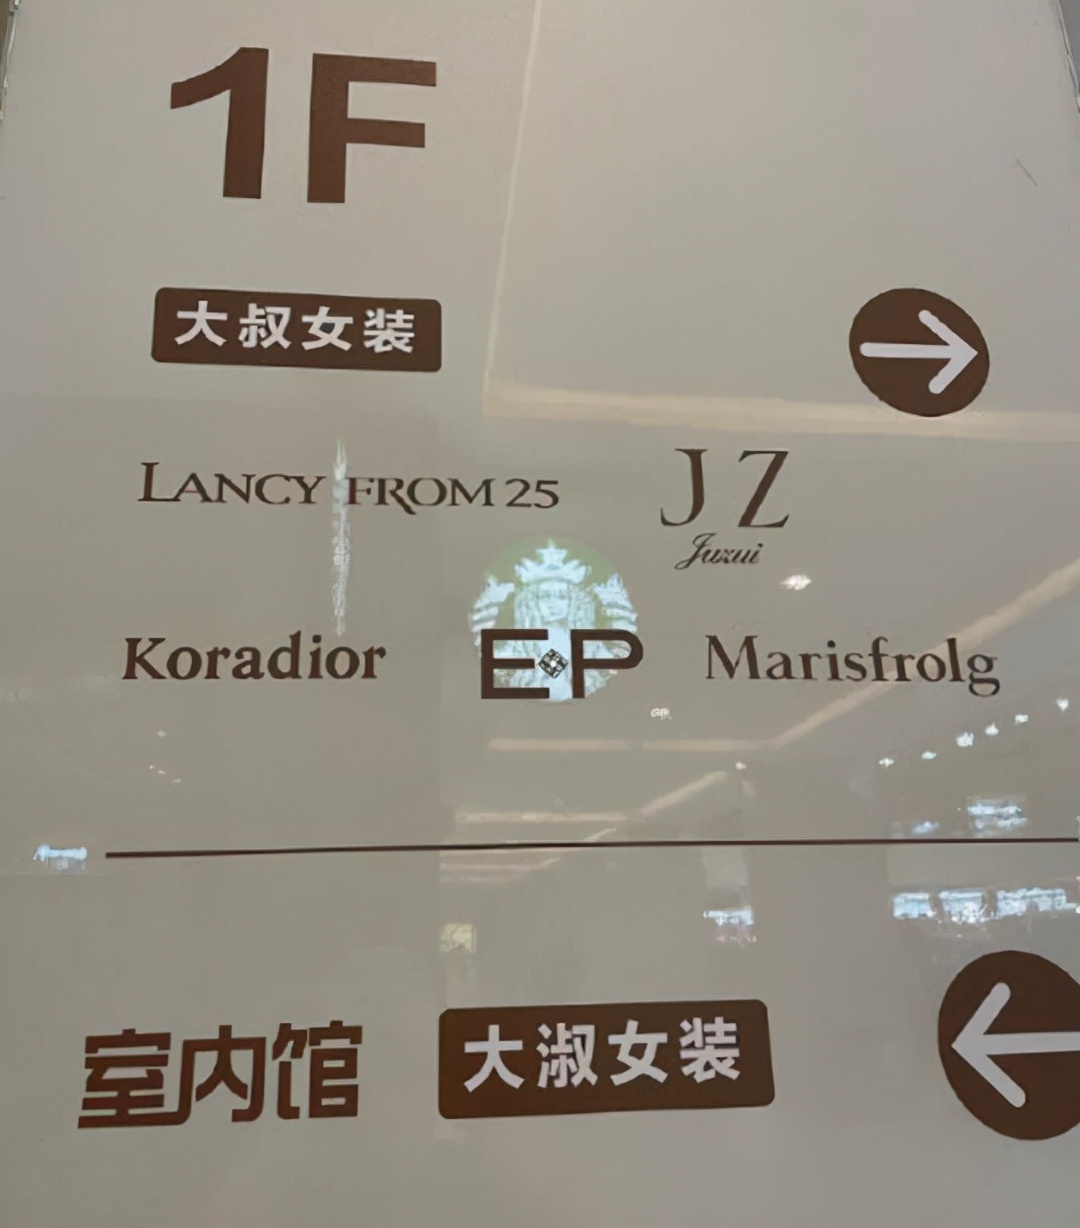 1F
大叔女装
LANCY FROM 25 JZ
Juzui
Koradior E·P Marisfrolg
室内馆 大淑女装